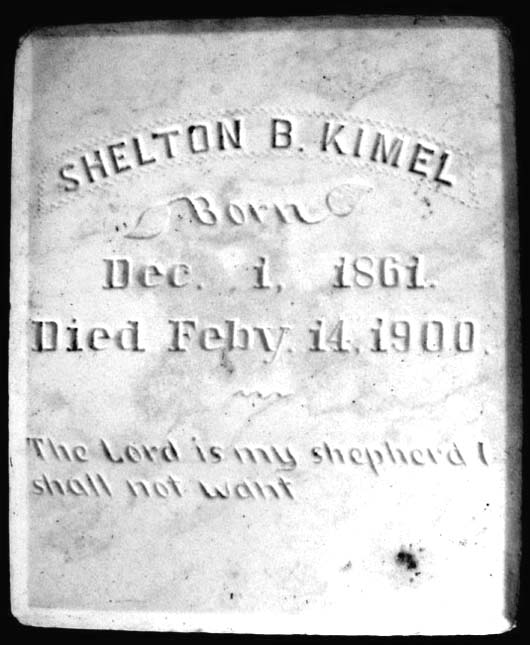 SHELTON B. KIMEL
Born
Dec. 1, 1861.
Died Feby. 14, 1900.
The Lord is my shepherd I
shall not want